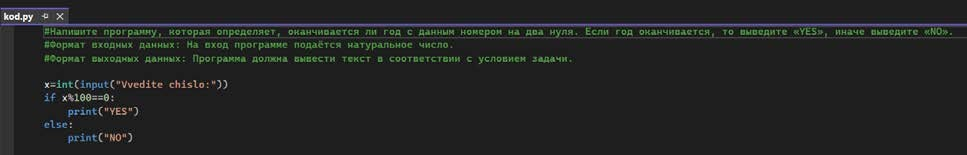 kod.py
#Напишите программу, которая определяет, оканчивается ли год с данным номером на два нуля. Если год оканчивается, то выведите «YES», иначе выведите «NO».
#Формат входных данных: На вход программе подаётся натуральное число.
#Формат выходных данных: Программа должна вывести текст в соответствии с условием задачи.
x=int(input("Vvedite chislo:"))
if x%100==0:
    print("YES")
else:
    print("NO")